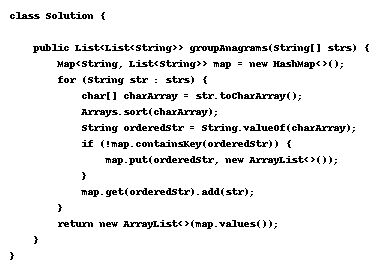 class Solution {
    public List<List<String>> groupAnagrams(String[] strs) {
        Map<String, List<String>> map = new HashMap<>();
        for (String str : strs) {
            char[] charArray = str.toCharArray();
            Arrays.sort(charArray);
            String orderedStr = String.valueOf(charArray);
            if (!map.containsKey(orderedStr)) {
                map.put(orderedStr, new ArrayList<>());
            }
            map.get(orderedStr).add(str);
        }
        return new ArrayList<>(map.values());
    }
}